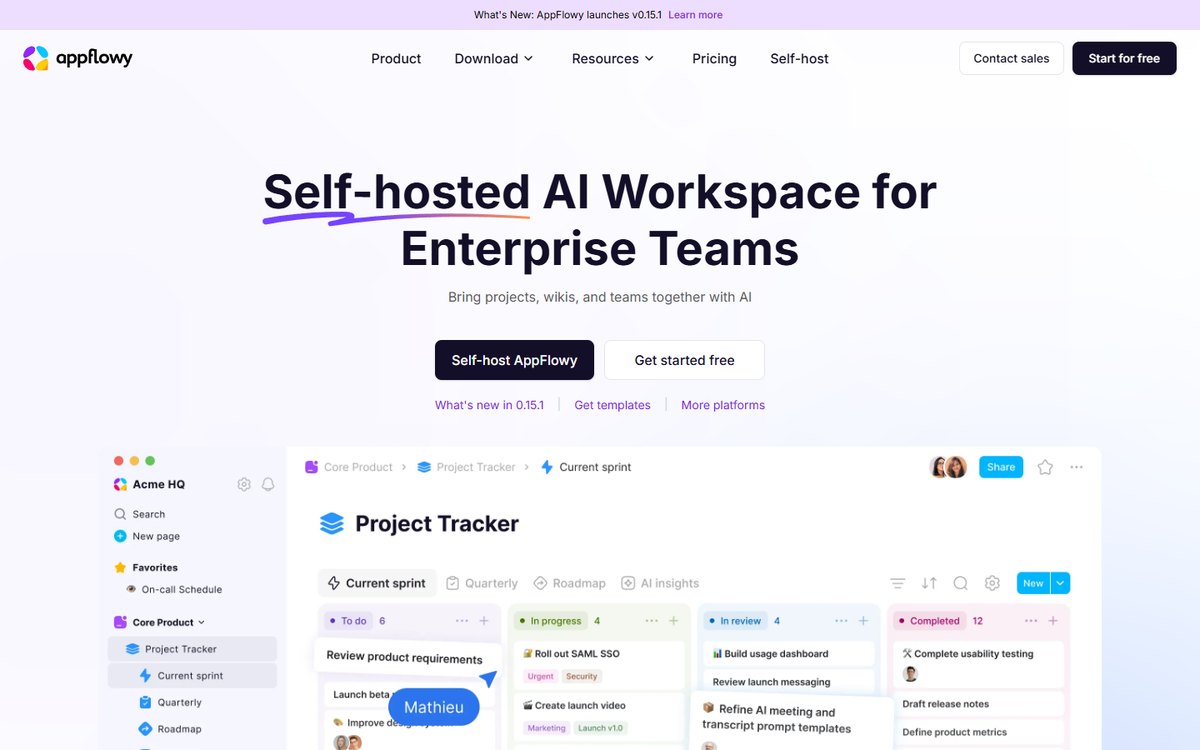 What's New: AppFlowy launches v0.15.1 Learn more
appflowy
Product Download Resources Pricing Self-host
Contact sales Start for free
Self-hosted AI Workspace for
Enterprise Teams
Bring projects, wikis, and teams together with AI
Self-host AppFlowy Get started free
What's new in 0.15.1 Get templates More platforms
Acme HQ
Search
New page
Favorites
On-call Schedule
Core Product
Project Tracker
Current sprint
Quarterly
Roadmap
Core Product Project Tracker Current sprint
Share
Project Tracker
Current sprint Quarterly Roadmap AI insights
New
To do 6
Review product requirements
Launch beta
Mathieu
Improve
In progress 4
Roll out SAML SSO
Urgent Security
Create launch video
Marketing Launch v1.0
In review 4
Build usage dashboard
Review launch messaging
Refine AI meeting and
transcript prompt templates
Completed 12
Complete usability testing
Draft release notes
Define product metrics